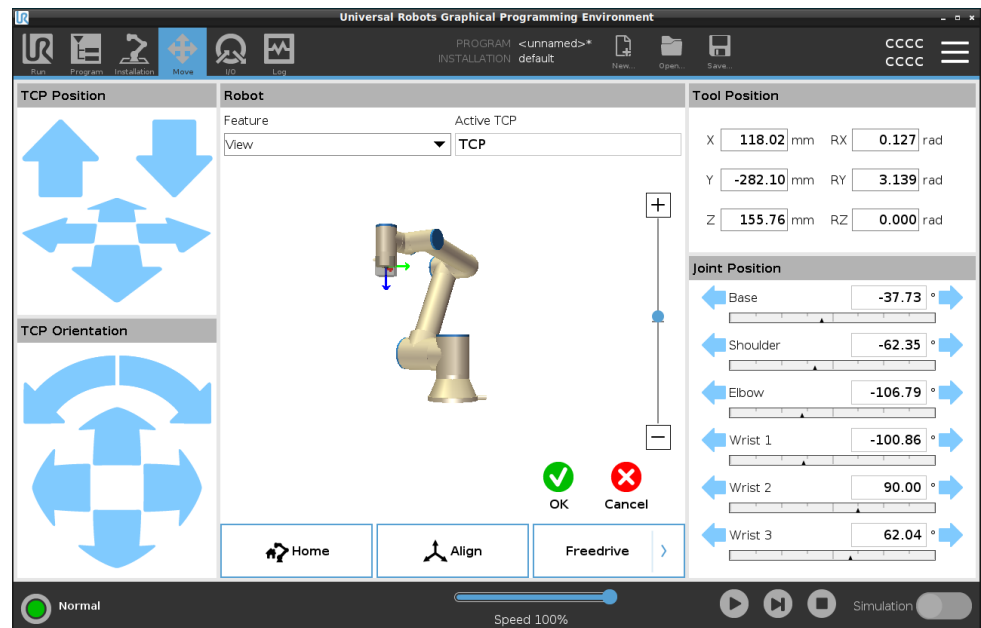 Universal Robots Graphical Programming Environment
UR
Run
Program
Installation
Move
I/O
Log
PROGRAM <unnamed>*
INSTALLATION default
New...
Open...
Save...
CCCC
CCCC
TCP Position
Robot
Feature
Active TCP
View
TCP
Tool Position
X 118.02 mm RX 0.127 rad
Y -282.10 mm RY 3.139 rad
Z 155.76 mm RZ 0.000 rad
Joint Position
Base -37.73 °
Shoulder -62.35 °
Elbow -106.79 °
Wrist 1 -100.86 °
Wrist 2 90.00 °
Wrist 3 62.04 °
TCP Orientation
OK
Cancel
Home
Align
Freedrive
Normal
Speed 100%
Simulation